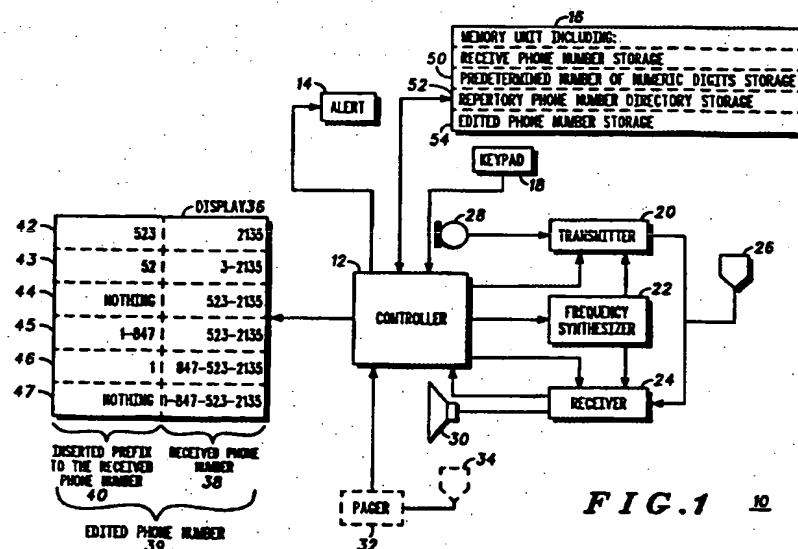 16
MEMORY UNIT INCLUDING:
RECEIVE PHONE NUMBER STORAGE
50
PREDETERMINED NUMBER OF NUMERIC DIGITS STORAGE
52
REPERTORY PHONE NUMBER DIRECTORY STORAGE
EDITED PHONE NUMBER STORAGE
54
14
ALERT
KEYPAD
18
DISPLAY 36
42
523 2135
43
52 3-2135
44
NOTHING 523-2135
45
1-847 523-2135
46
1 847-523-2135
47
NOTHING 1-847-523-2135
INSERTED PREFIX
TO THE RECEIVED
PHONE NUMBER
40
RECEIVED PHONE
NUMBER
38
EDITED PHONE NUMBER
39
12
CONTROLLER
28
20
TRANSMITTER
26
22
FREQUENCY
SYNTHESIZER
24
RECEIVER
30
34
PAGER
32
FIG.1
10